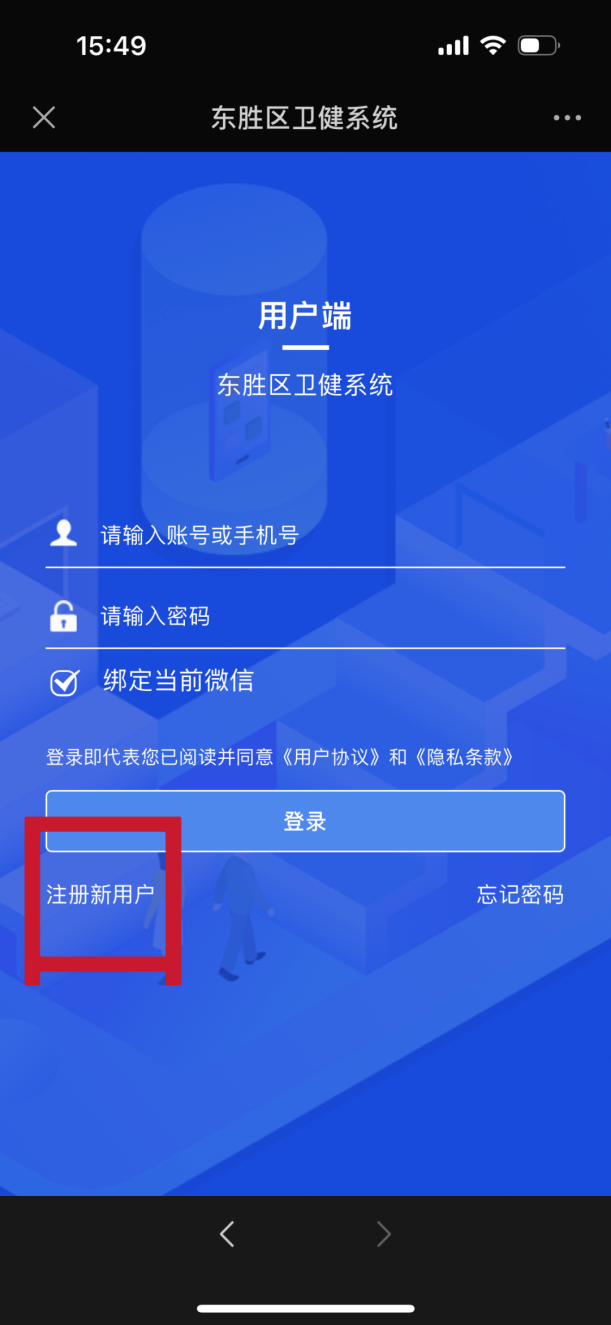 15:49
东胜区卫健系统
用户端
东胜区卫健系统
请输入账号或手机号
请输入密码
绑定当前微信
登录即代表您已阅读并同意《用户协议》和《隐私条款》
登录
注册新用户
忘记密码